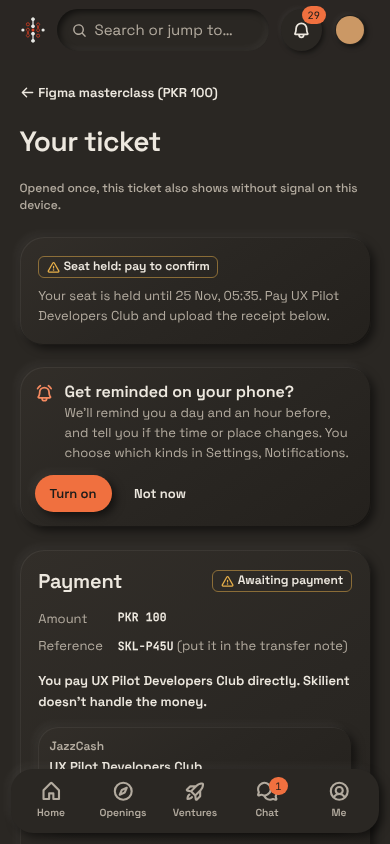 Search or jump to...
29
← Figma masterclass (PKR 100)
Your ticket
Opened once, this ticket also shows without signal on this
device.
Seat held: pay to confirm
Your seat is held until 25 Nov, 05:35. Pay UX Pilot
Developers Club and upload the receipt below.
Get reminded on your phone?
We'll remind you a day and an hour before,
and tell you if the time or place changes. You
choose which kinds in Settings, Notifications.
Turn on
Not now
Payment
Awaiting payment
Amount PKR 100
Reference SKL-P45U (put it in the transfer note)
You pay UX Pilot Developers Club directly. Skilient
doesn't handle the money.
JazzCash
UX Pilot Developers Club
1
Home Openings Ventures Chat Me